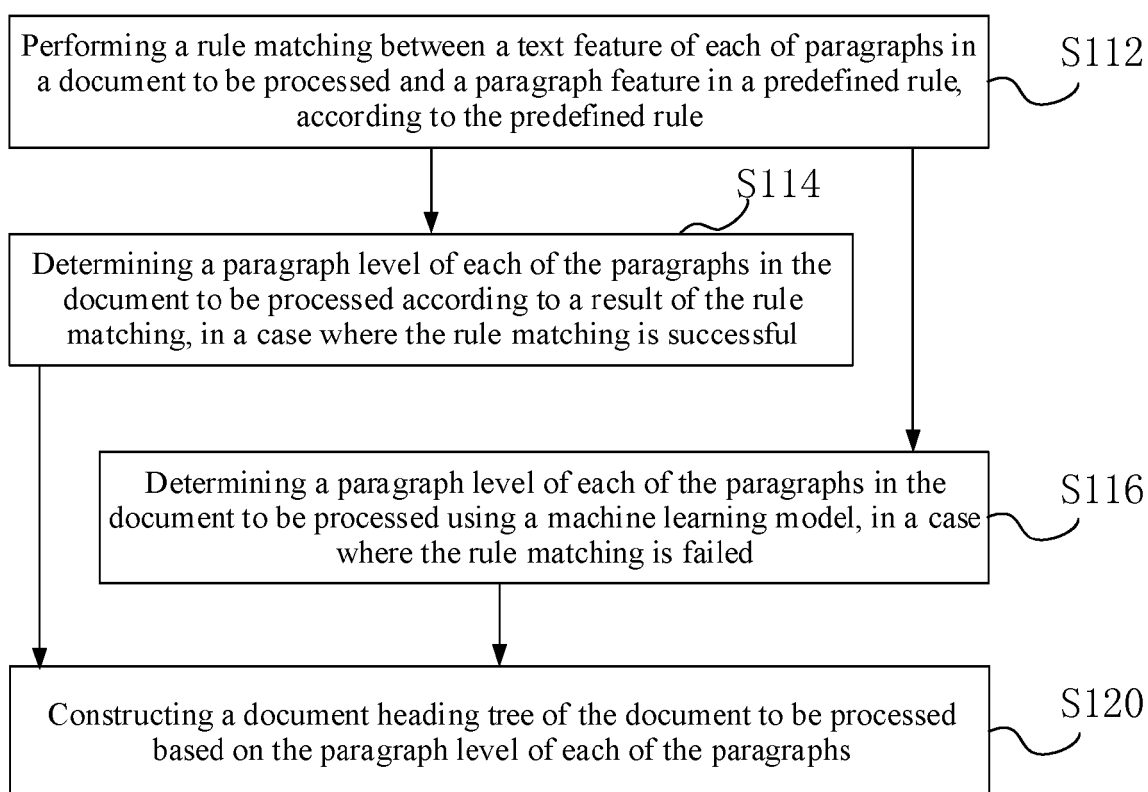 Performing a rule matching between a text feature of each of paragraphs in
a document to be processed and a paragraph feature in a predefined rule,
according to the predefined rule
S112
S114
Determining a paragraph level of each of the paragraphs in the
document to be processed according to a result of the rule
matching, in a case where the rule matching is successful
Determining a paragraph level of each of the paragraphs in the
document to be processed using a machine learning model, in a case
where the rule matching is failed
S116
Constructing a document heading tree of the document to be processed
based on the paragraph level of each of the paragraphs
S120